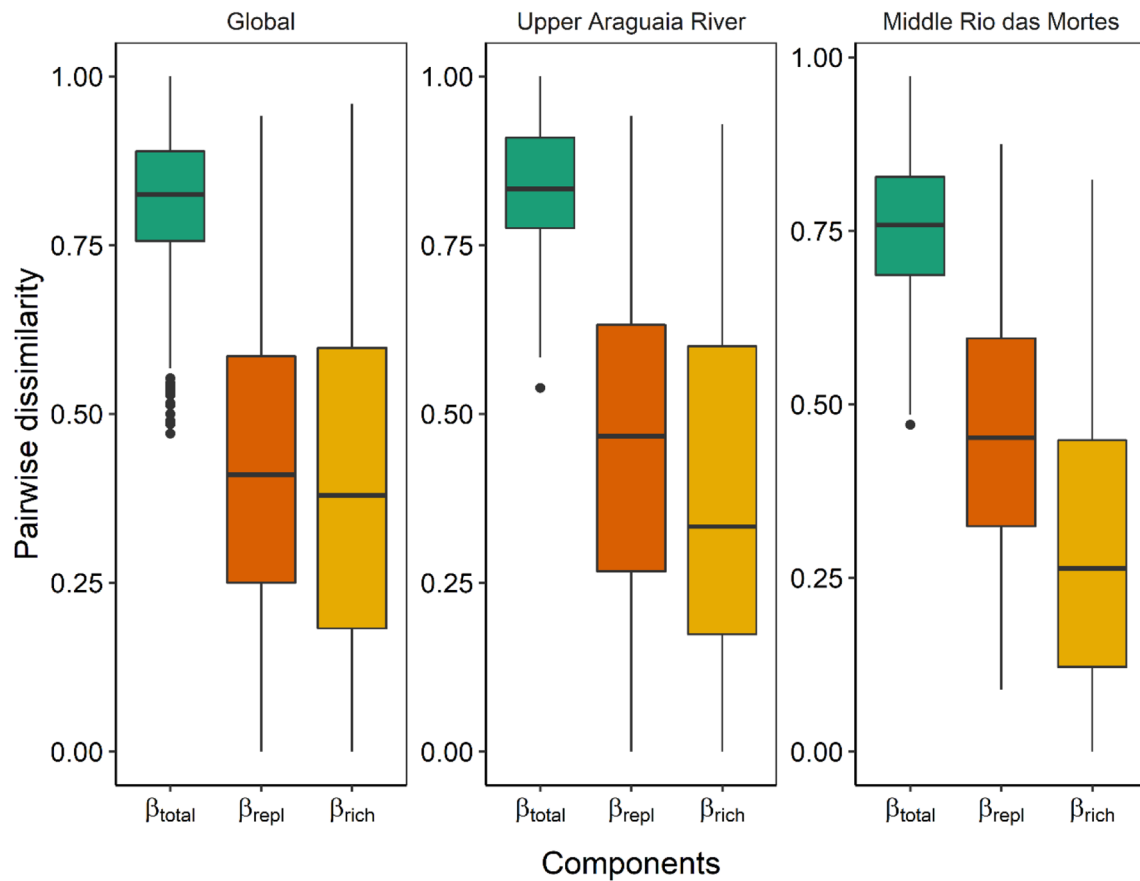 Global
Upper Araguaia River
Middle Rio das Mortes
Pairwise dissimilarity
1.00
0.75
0.50
0.25
0.00
1.00
0.75
0.50
0.25
0.00
1.00
0.75
0.50
0.25
0.00
βtotal
βrepl
βrich
βtotal
βrepl
βrich
βtotal
βrepl
βrich
Components